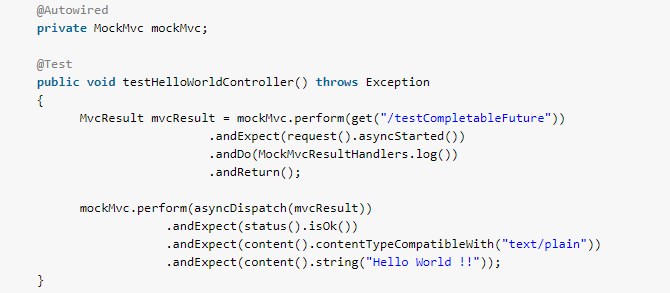 @Autowired
private MockMvc mockMvc;

@Test
public void testHelloWorldController() throws Exception
{
MvcResult mvcResult = mockMvc.perform(get("/testCompletableFuture"))
.andExpect(request().asyncStarted())
.andDo(MockMvcResultHandlers.log())
.andReturn();

mockMvc.perform(asyncDispatch(mvcResult))
.andExpect(status().isOk())
.andExpect(content().contentTypeCompatibleWith("text/plain"))
.andExpect(content().string("Hello World !!"));
}